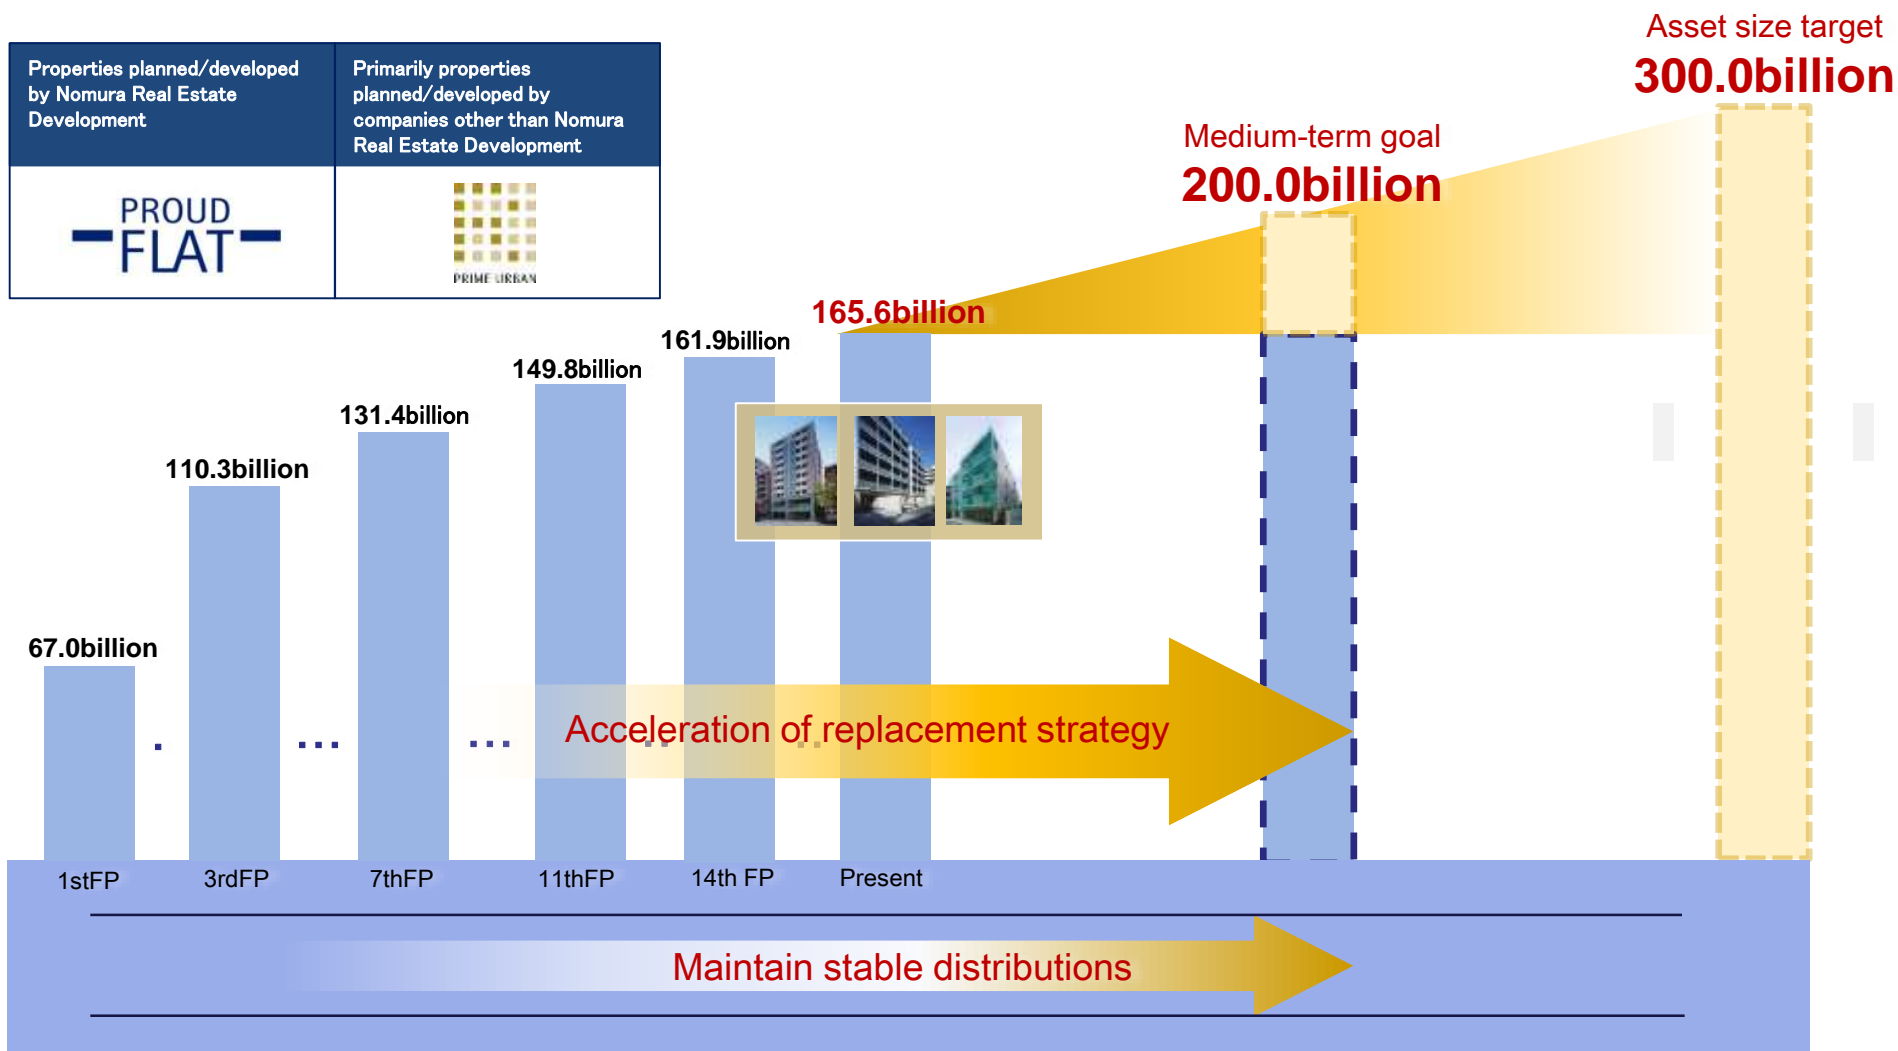 Asset size target
300.0billion
Properties planned/developed
by Nomura Real Estate
Development
Primarily properties
planned/developed by
companies other than Nomura
Real Estate Development
PROUD
FLAT
PRIME URBAN
Medium-term goal
200.0billion
165.6billion
161.9billion
149.8billion
131.4billion
110.3billion
67.0billion
Acceleration of replacement strategy
1stFP
3rdFP
7thFP
11thFP
14th FP
Present
Maintain stable distributions